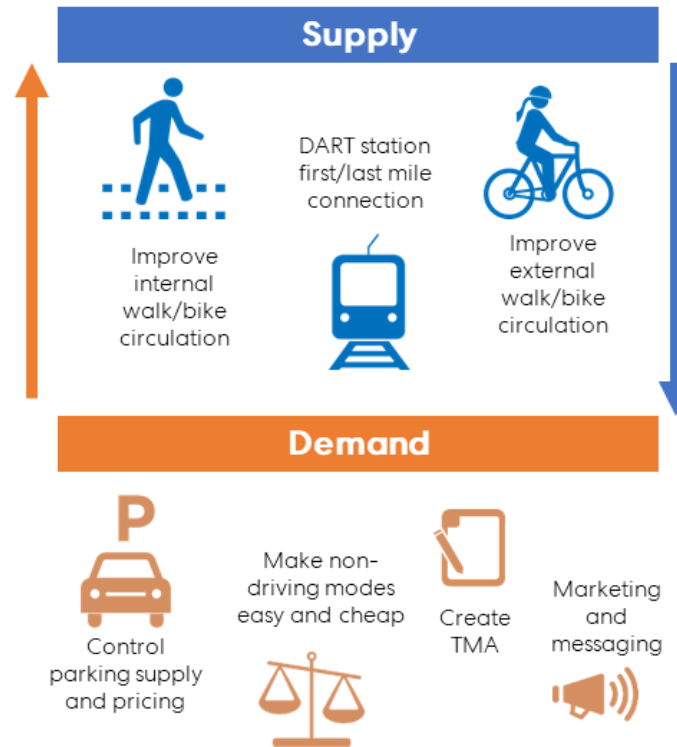 Supply
DART station
first/last mile
connection
Improve
internal
walk/bike
circulation
Improve
external
walk/bike
circulation
Demand
P
Control
parking supply
and pricing
Make non-
driving modes
easy and cheap
Create
TMA
Marketing
and
messaging